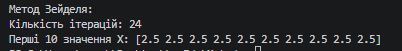 Метод Зейделя:
Кількість ітерацій: 24
Перші 10 значення X: [2.5 2.5 2.5 2.5 2.5 2.5 2.5 2.5 2.5 2.5]